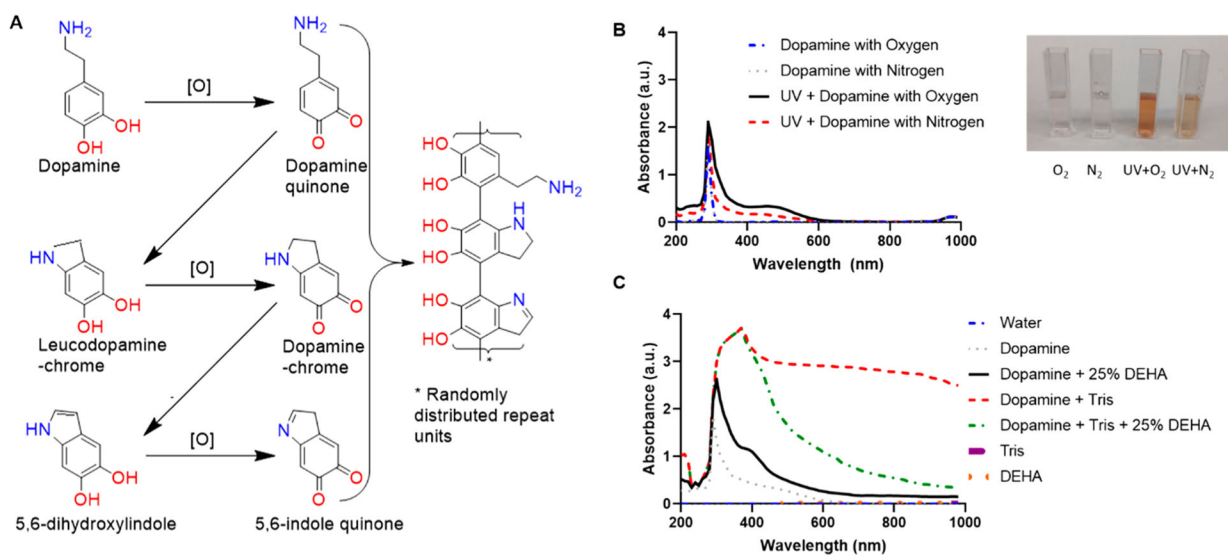 A
NH₂
OH
OH
Dopamine
[O]
NH₂
O
O
Dopamine
quinone
HN
OH
OH
Leucodopamine
-chrome
[O]
HN
O
O
Dopamine
-chrome
HN
OH
OH
5,6-dihydroxylindole
[O]
N
O
O
5,6-indole quinone
HO
HO
NH₂
HO
HO
NH
HO
HO
N
*
* Randomly
distributed repeat
units
B
Absorbance (a.u.)
4
3
2
1
0
200 400 600 800 1000
Wavelength (nm)
Dopamine with Oxygen
Dopamine with Nitrogen
UV + Dopamine with Oxygen
UV + Dopamine with Nitrogen
O₂ N₂ UV+O₂ UV+N₂
C
Absorbance (a.u.)
4
3
2
1
0
200 400 600 800 1000
Wavelength (nm)
Water
Dopamine
Dopamine + 25% DEHA
Dopamine + Tris
Dopamine + Tris + 25% DEHA
Tris
DEHA